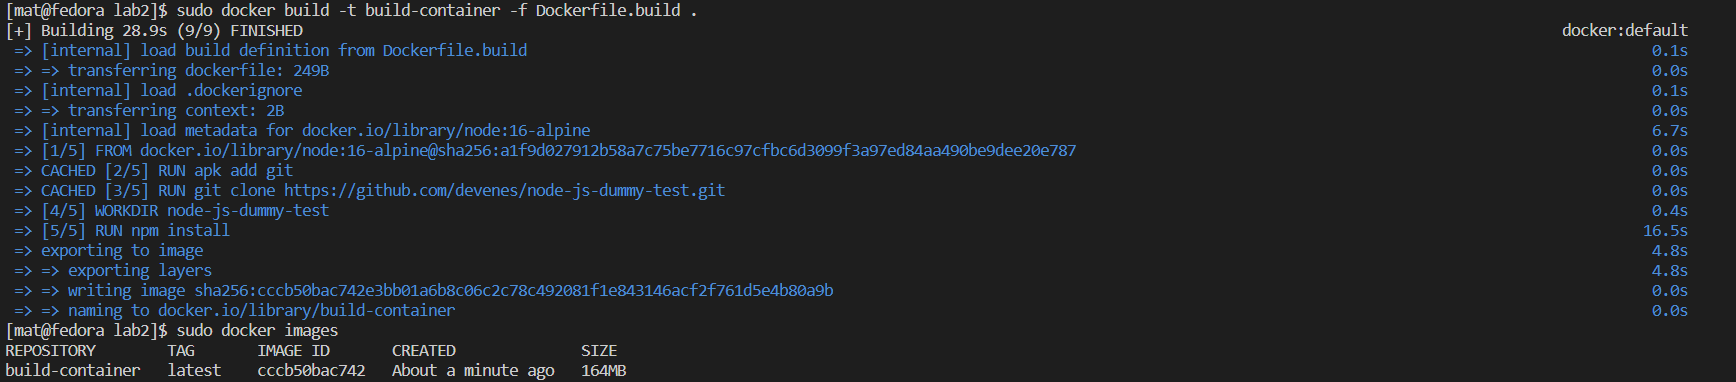 [mat@fedora lab2]$ sudo docker build -t build-container -f Dockerfile.build .
[+] Building 28.9s (9/9) FINISHED docker:default
=> [internal] load build definition from Dockerfile.build 0.1s
=> => transferring dockerfile: 249B 0.0s
=> [internal] load .dockerignore 0.1s
=> => transferring context: 2B 0.0s
=> [internal] load metadata for docker.io/library/node:16-alpine 6.7s
=> [1/5] FROM docker.io/library/node:16-alpine@sha256:a1f9d027912b58a7c75be7716c97cfbc6d3099f3a97ed84aa490be9dee20e787 0.0s
=> CACHED [2/5] RUN apk add git 0.0s
=> CACHED [3/5] RUN git clone https://github.com/devenes/node-js-dummy-test.git 0.0s
=> [4/5] WORKDIR node-js-dummy-test 0.4s
=> [5/5] RUN npm install 16.5s
=> exporting to image 4.8s
=> => exporting layers 4.8s
=> => writing image sha256:cccb50bac742e3bb01a6b8c06c2c78c492081f1e843146acf2f761d5e4b80a9b 0.0s
=> => naming to docker.io/library/build-container 0.0s
[mat@fedora lab2]$ sudo docker images
REPOSITORY TAG IMAGE ID CREATED SIZE
build-container latest cccb50bac742 About a minute ago 164MB